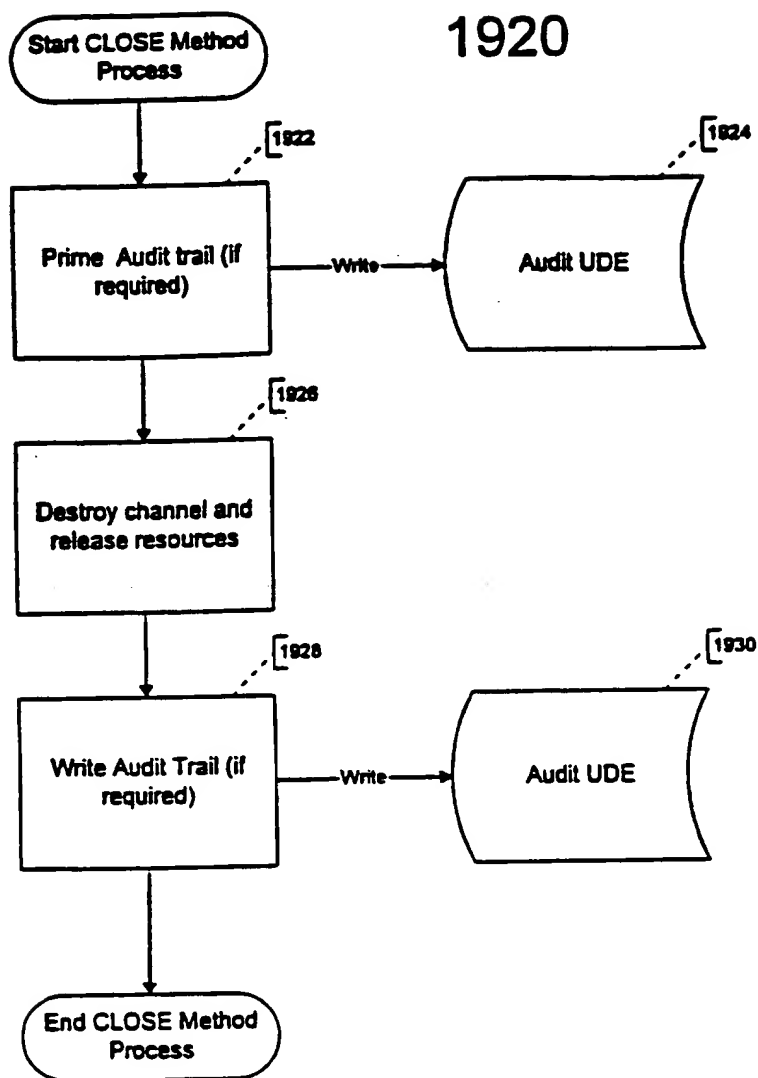 1920
Start CLOSE Method
Process
1922
1924
Prime Audit trail (if
required)
Write
Audit UDE
1926
Destroy channel and
release resources
1928
1930
Write Audit Trail (if
required)
Write
Audit UDE
End CLOSE Method
Process